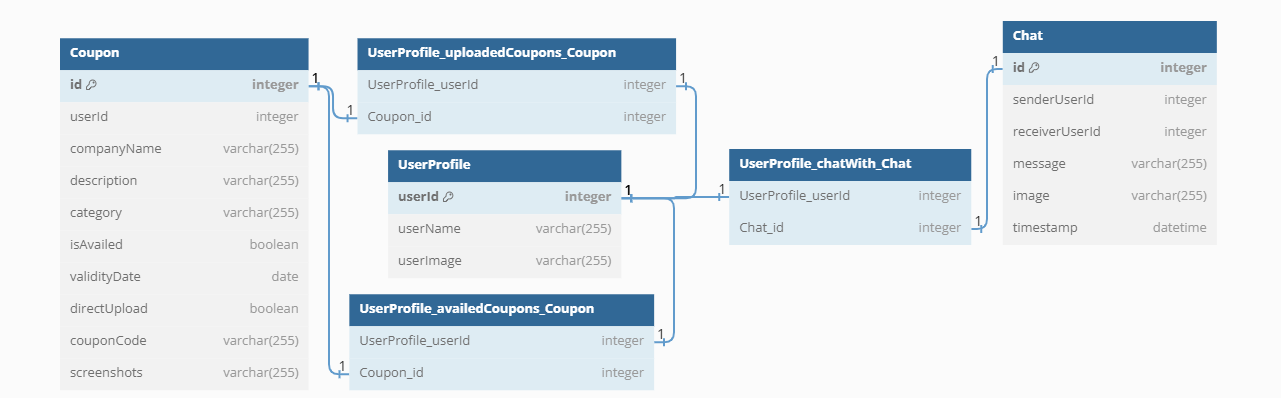 Coupon
id integer
userId integer
companyName varchar(255)
description varchar(255)
category varchar(255)
isAvailed boolean
validityDate date
directUpload boolean
couponCode varchar(255)
screenshots varchar(255)
1
UserProfile_uploadedCoupons_Coupon
UserProfile_userId integer
Coupon_id integer
1
1
UserProfile
userId integer
userName varchar(255)
userImage varchar(255)
1
UserProfile_availedCoupons_Coupon
UserProfile_userId integer
Coupon_id integer
1
1
UserProfile_chatWith_Chat
UserProfile_userId integer
Chat_id integer
1
1
Chat
id integer
senderUserId integer
receiverUserId integer
message varchar(255)
image varchar(255)
timestamp datetime
1